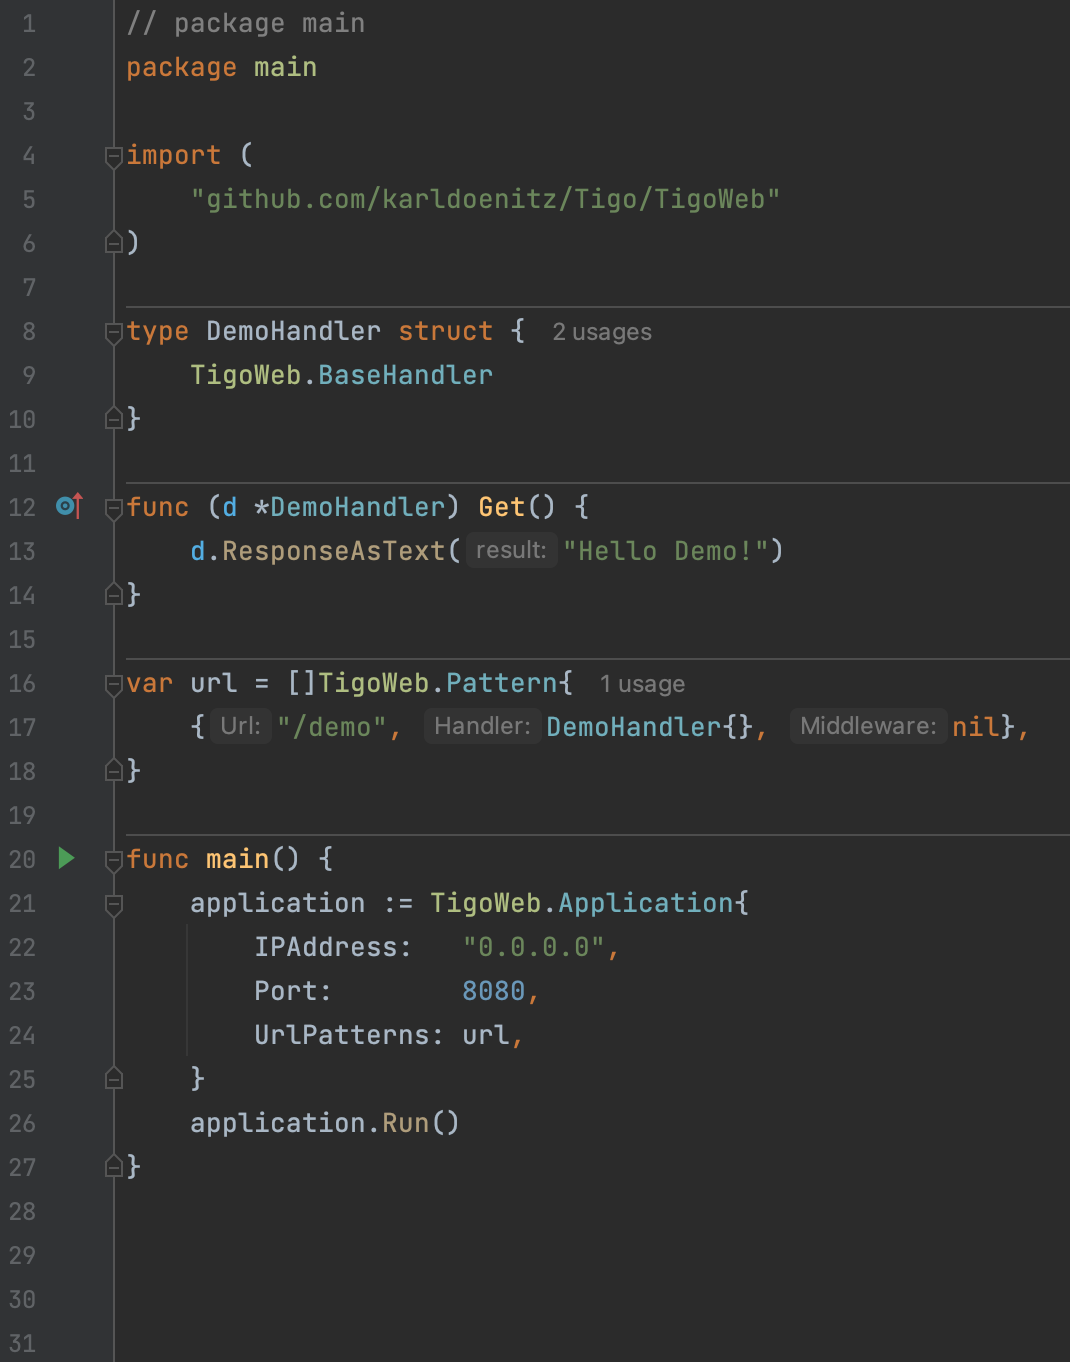 1 // package main
2 package main
3
4 import (
5     "github.com/karldoenitz/Tigo/TigoWeb"
6 )
7
8 type DemoHandler struct {  2 usages
9     TigoWeb.BaseHandler
10 }
11
12 func (d *DemoHandler) Get() {
13     d.ResponseAsText( result: "Hello Demo!")
14 }
15
16 var url = []TigoWeb.Pattern{  1 usage
17     { Url: "/demo",  Handler: DemoHandler{},  Middleware: nil},
18 }
19
20 func main() {
21     application := TigoWeb.Application{
22         IPAddress:   "0.0.0.0",
23         Port:        8080,
24         UrlPatterns: url,
25     }
26     application.Run()
27 }
28
29
30
31